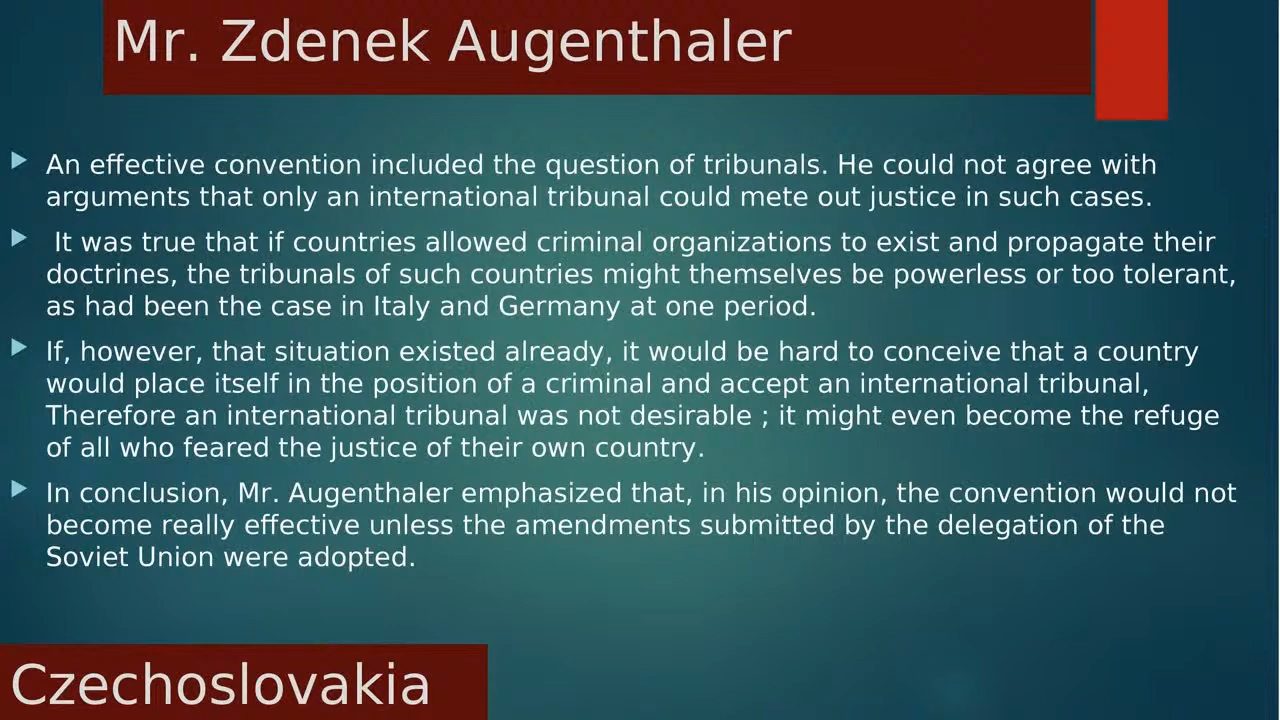 Mr. Zdenek Augenthaler
An effective convention included the question of tribunals. He could not agree with
arguments that only an international tribunal could mete out justice in such cases.
It was true that if countries allowed criminal organizations to exist and propagate their
doctrines, the tribunals of such countries might themselves be powerless or too tolerant,
as had been the case in Italy and Germany at one period.
If, however, that situation existed already, it would be hard to conceive that a country
would place itself in the position of a criminal and accept an international tribunal,
Therefore an international tribunal was not desirable ; it might even become the refuge
of all who feared the justice of their own country.
In conclusion, Mr. Augenthaler emphasized that, in his opinion, the convention would not
become really effective unless the amendments submitted by the delegation of the
Soviet Union were adopted.
Czechoslovakia